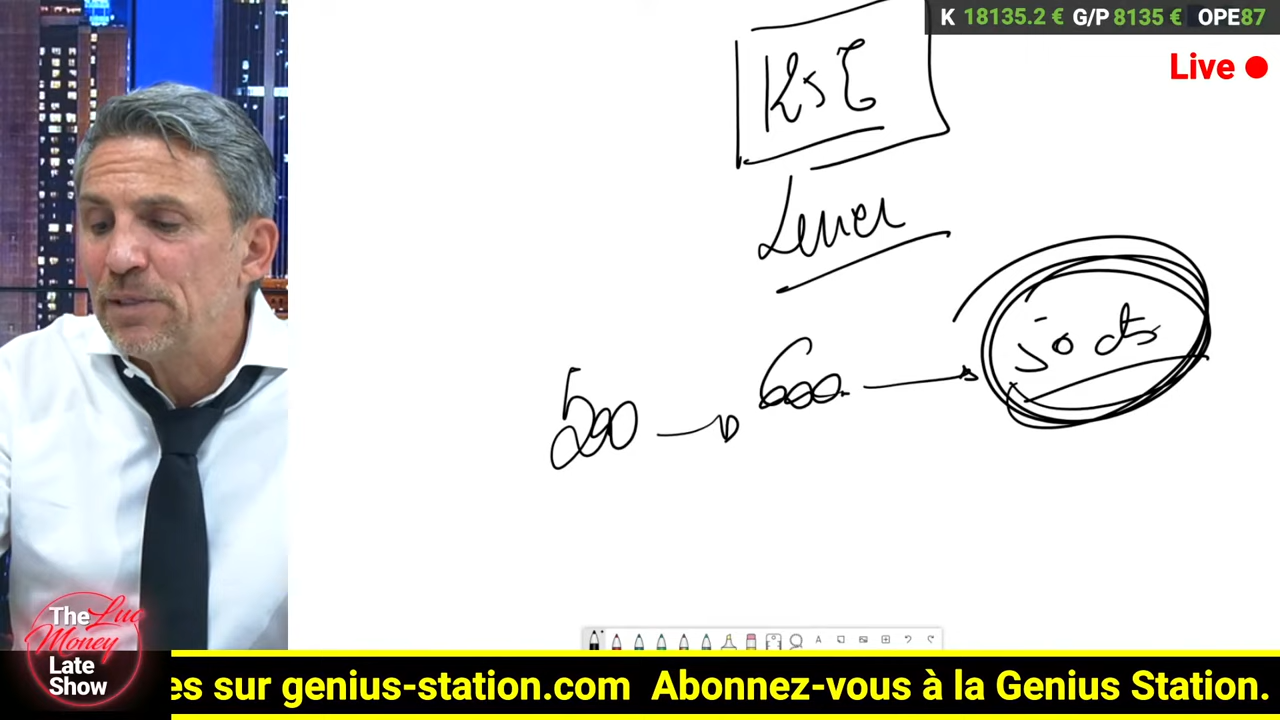 K 18135.2 € G/P 8135 € OPE87
Live
Levier
500
600
The Luc
Money
Late
Show
es sur genius-station.com Abonnez-vous à la Genius Station.